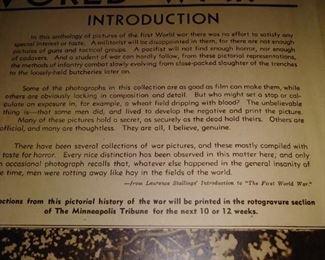 INTRODUCTION
In this anthology of pictures of the first World war there was no effort to satisfy any
special interest or taste. A militarist will be disappointed in them, for there are not enough
pictures of guns and tactical groups. A pacifist will not find enough horror, nor enough
of cadavers. And a student of war can hardly follow, from these pictorial representations,
the methods of infantry combat slowly evolving from close-packed slaughter of the trenches
to the loosely-held butcheries later on.
Some of the photographs in this collection are as good as film can make them, while
others are obviously lacking in composition and detail. But who might set a stop or cal-
culate an exposure in, for example, a wheat field dripping with blood? The unbelievable
thing is—that some men did, and lived to develop the negative and print the picture.
Many of these pictures hold a secret, as securely as the dead hold theirs. Others are
official, and many are thoughtless. They are all, I believe, genuine.
There have been several collections of war pictures, and these mostly compiled with
taste for horror. Every nice distinction has been observed in this matter here; and only
occasional photograph recalls that, whatever else happened in the general insanity of
time, men were rotting away like hay in the fields of the world.
—from Laurence Stallings' Introduction to "The First World War."
ctions from this pictorial history of the war will be printed in the rotogravure section
of The Minneapolis Tribune for the next 10 or 12 weeks.